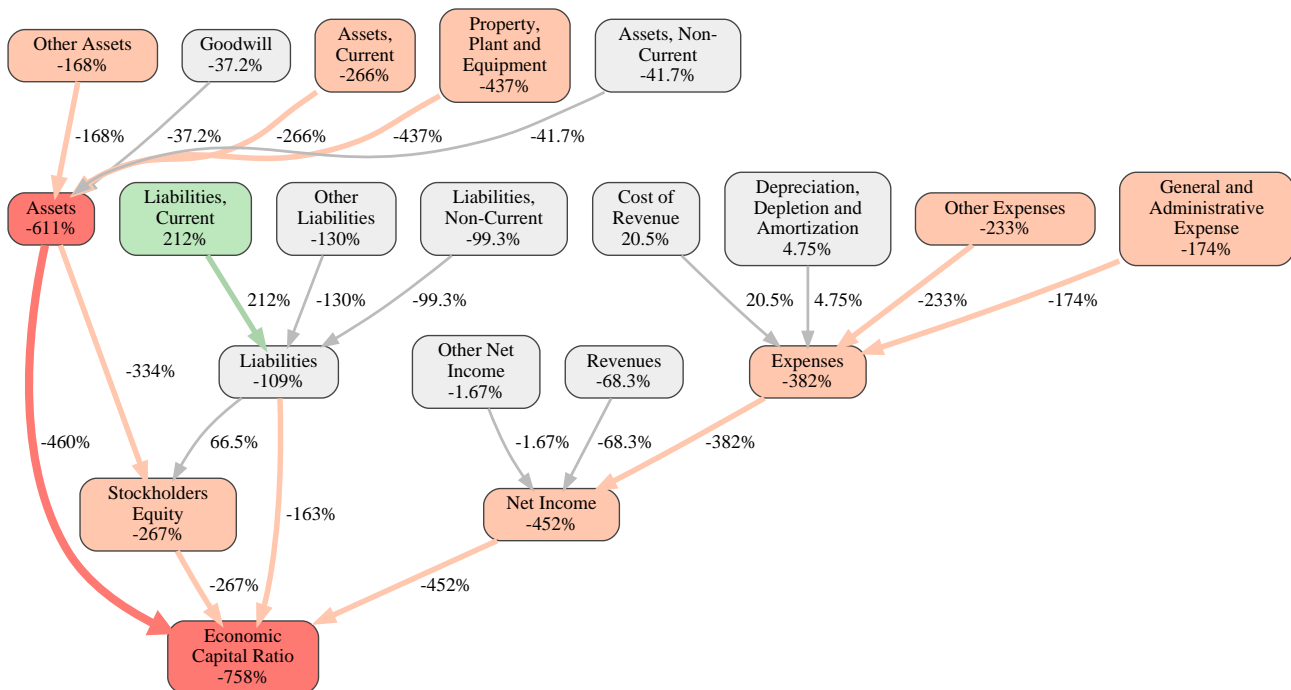 Other Assets
-168%
Goodwill
-37.2%
Assets,
Current
-266%
Property,
Plant and
Equipment
-437%
Assets, Non-
Current
-41.7%
-168%
-37.2%
-266%
-437%
-41.7%
Assets
-611%
Liabilities,
Current
212%
Other
Liabilities
-130%
Liabilities,
Non-Current
-99.3%
Cost of
Revenue
20.5%
Depreciation,
Depletion and
Amortization
4.75%
Other Expenses
-233%
General and
Administrative
Expense
-174%
212%
-130%
-99.3%
20.5%
4.75%
-233%
-174%
Liabilities
-109%
Other Net
Income
-1.67%
Revenues
-68.3%
Expenses
-382%
-334%
-460%
66.5%
-1.67%
-68.3%
-382%
Stockholders
Equity
-267%
-163%
Net Income
-452%
-267%
-452%
Economic
Capital Ratio
-758%